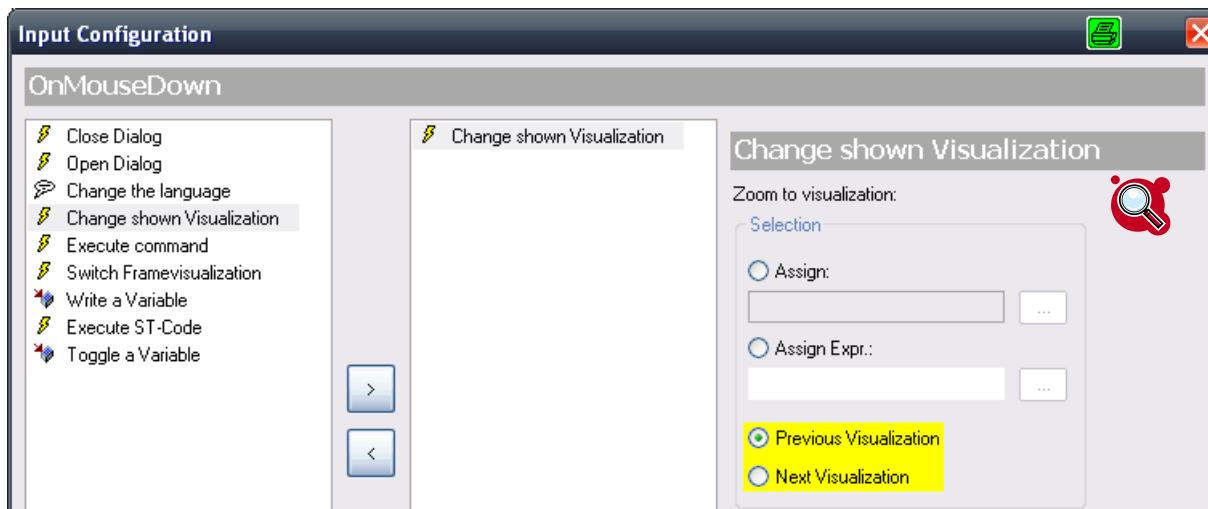 Input Configuration
OnMouseDown
Close Dialog
Open Dialog
Change the language
Change shown Visualization
Execute command
Switch Framevisualization
Write a Variable
Execute ST-Code
Toggle a Variable
>
<
Change shown Visualization
Change shown Visualization
Zoom to visualization:
Selection
Assign:
...
Assign Expr.:
...
Previous Visualization
Next Visualization